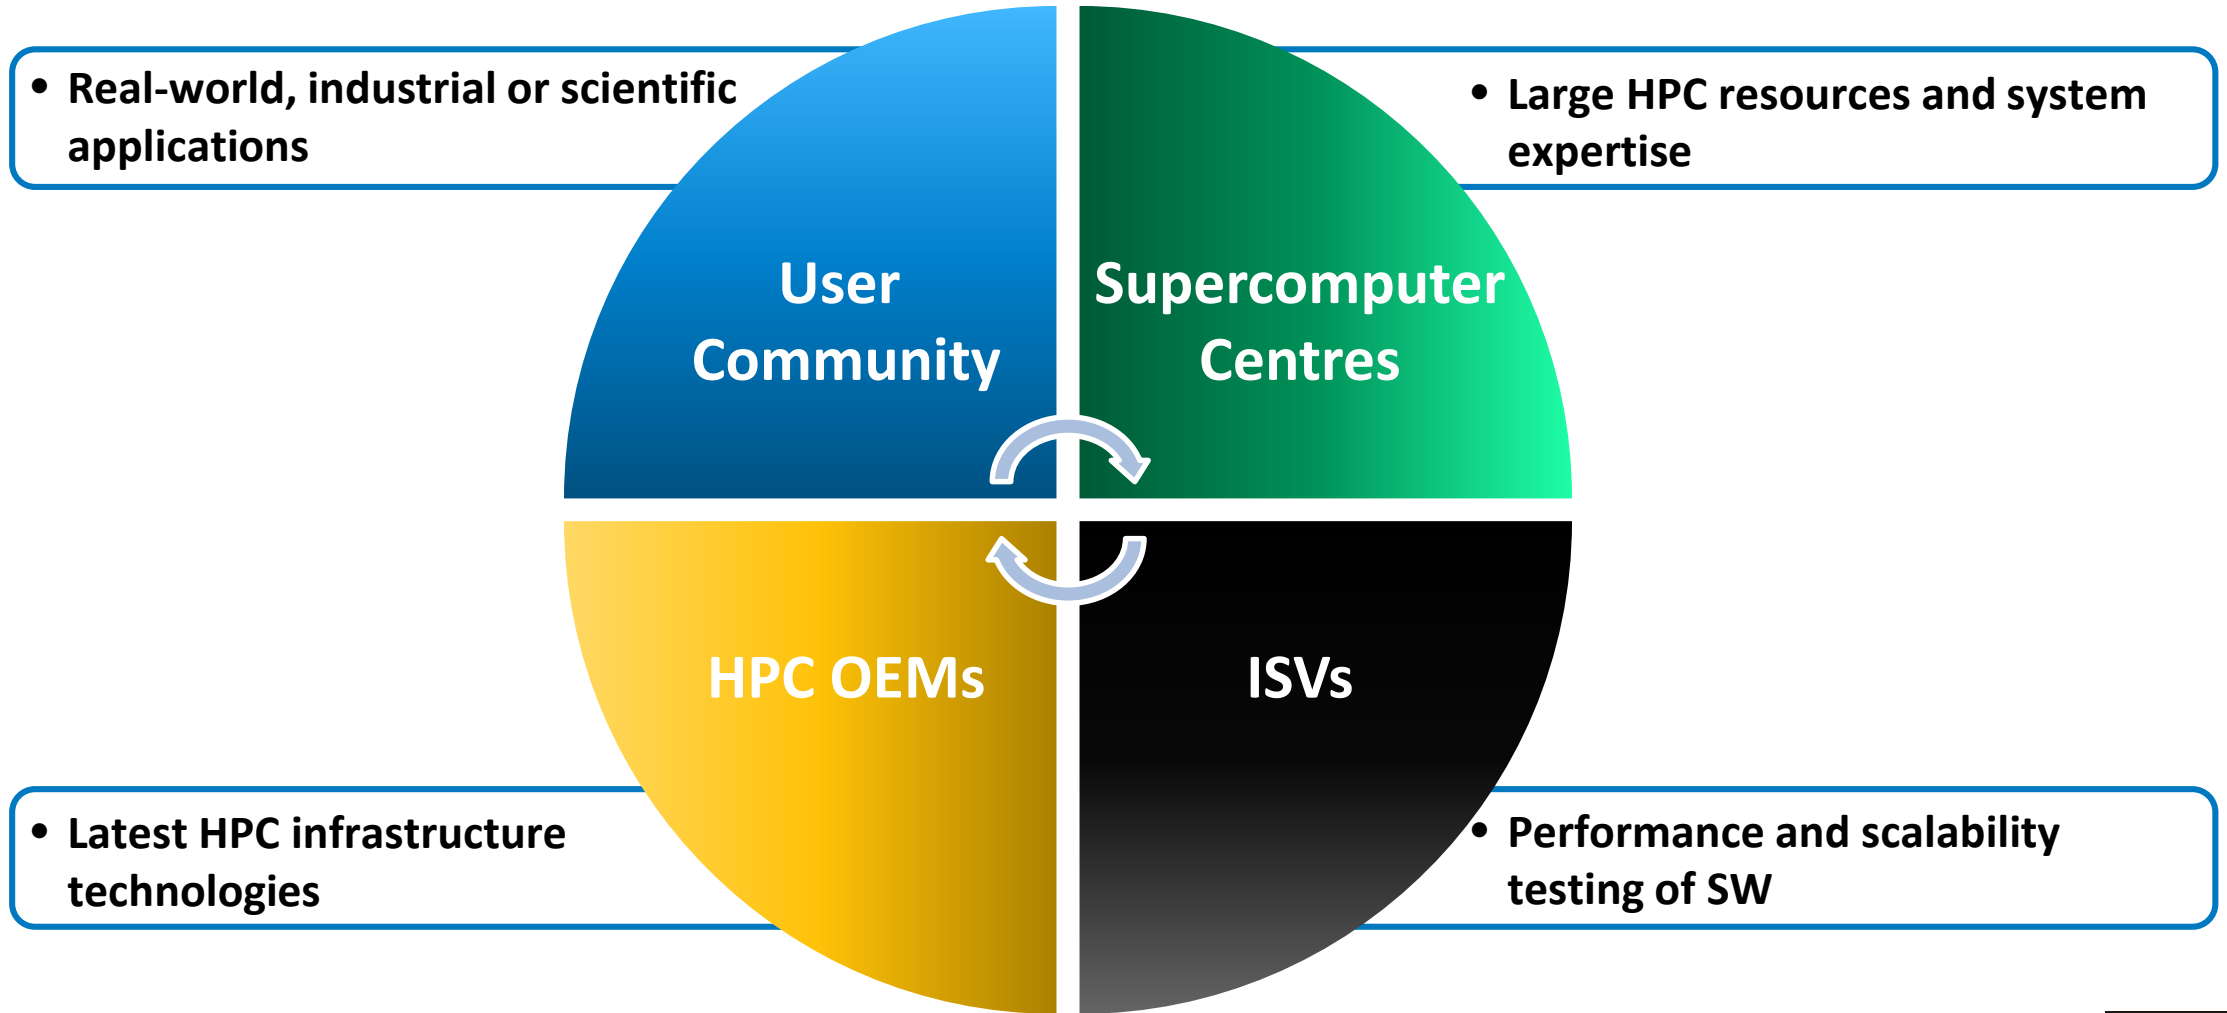 • Real-world, industrial or scientific
applications
• Large HPC resources and system
expertise
User
Community
Supercomputer
Centres
HPC OEMs
ISVs
• Latest HPC infrastructure
technologies
• Performance and scalability
testing of SW